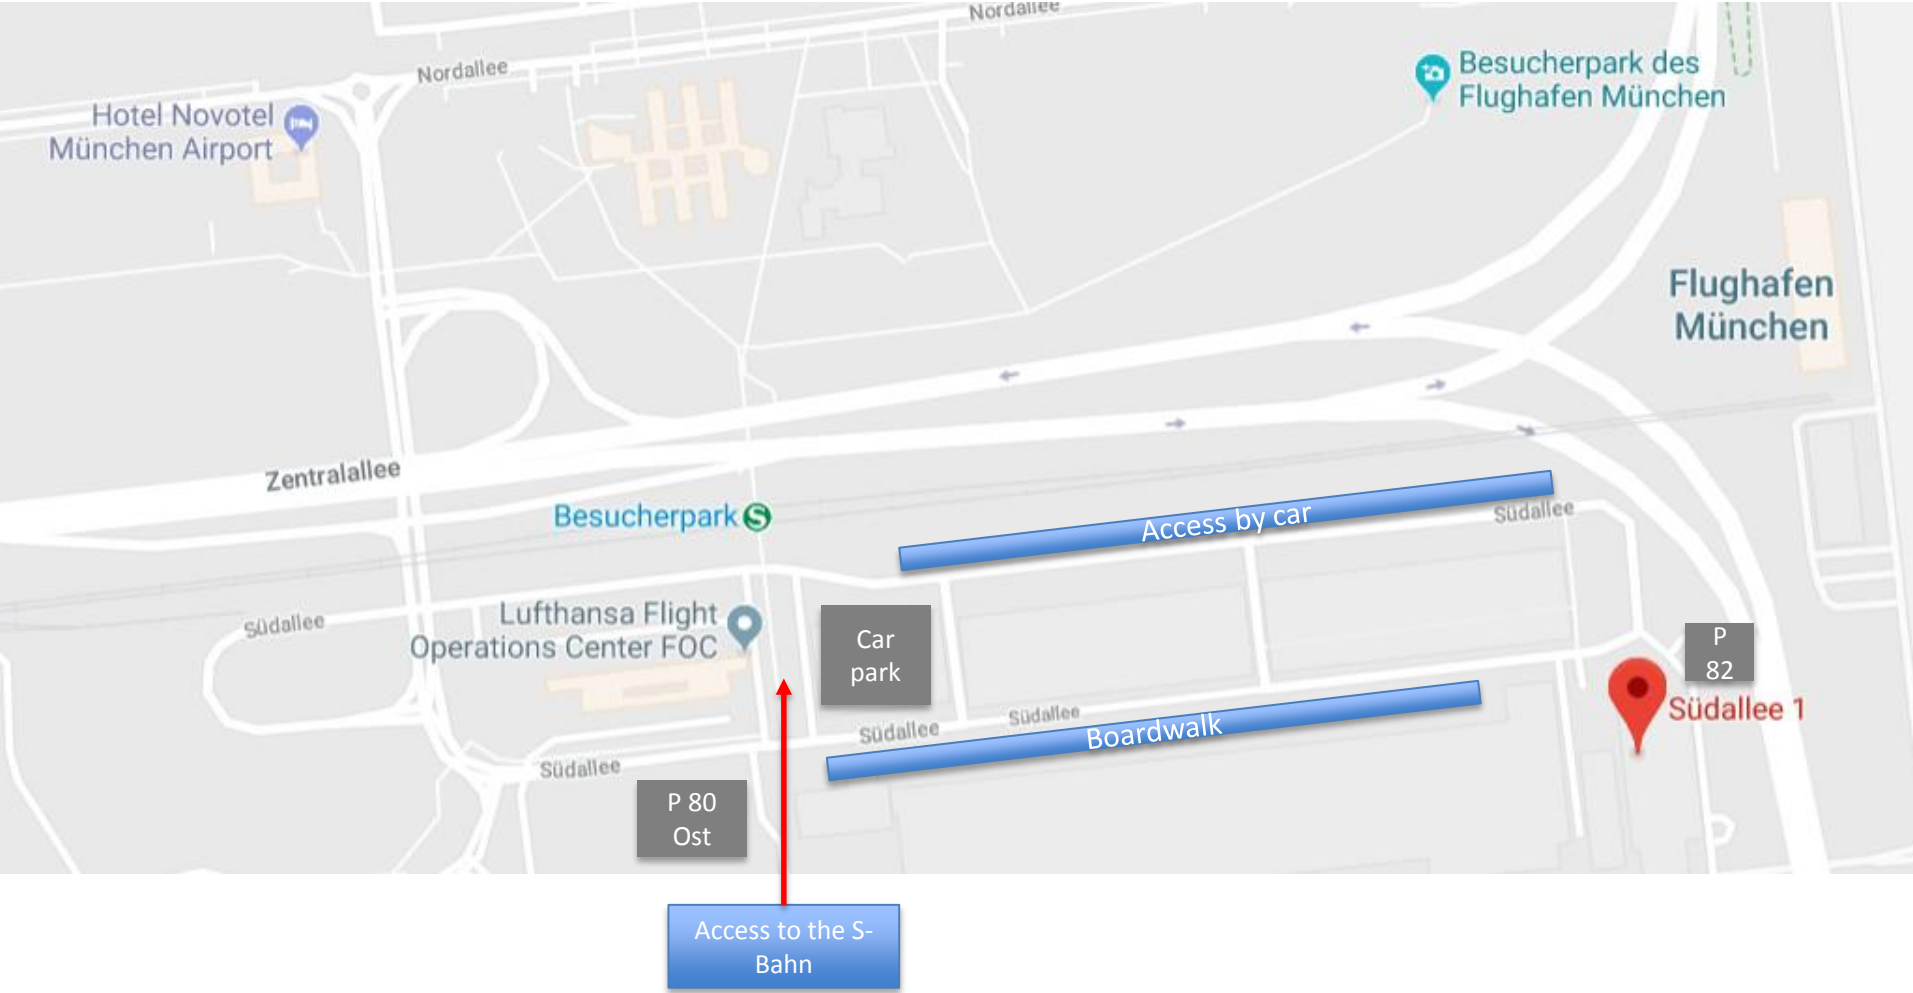 Nordallee
Nordallee
Besucherpark des
Flughafen München
Hotel Novotel
München Airport
Flughafen
München
Zentralallee
Besucherpark S
Access by car
Südallee
Südallee
Lufthansa Flight
Operations Center FOC
Car
park
P
82
Südallee 1
Südallee
Südallee
Boardwalk
Südallee
P 80
Ost
Access to the S-
Bahn